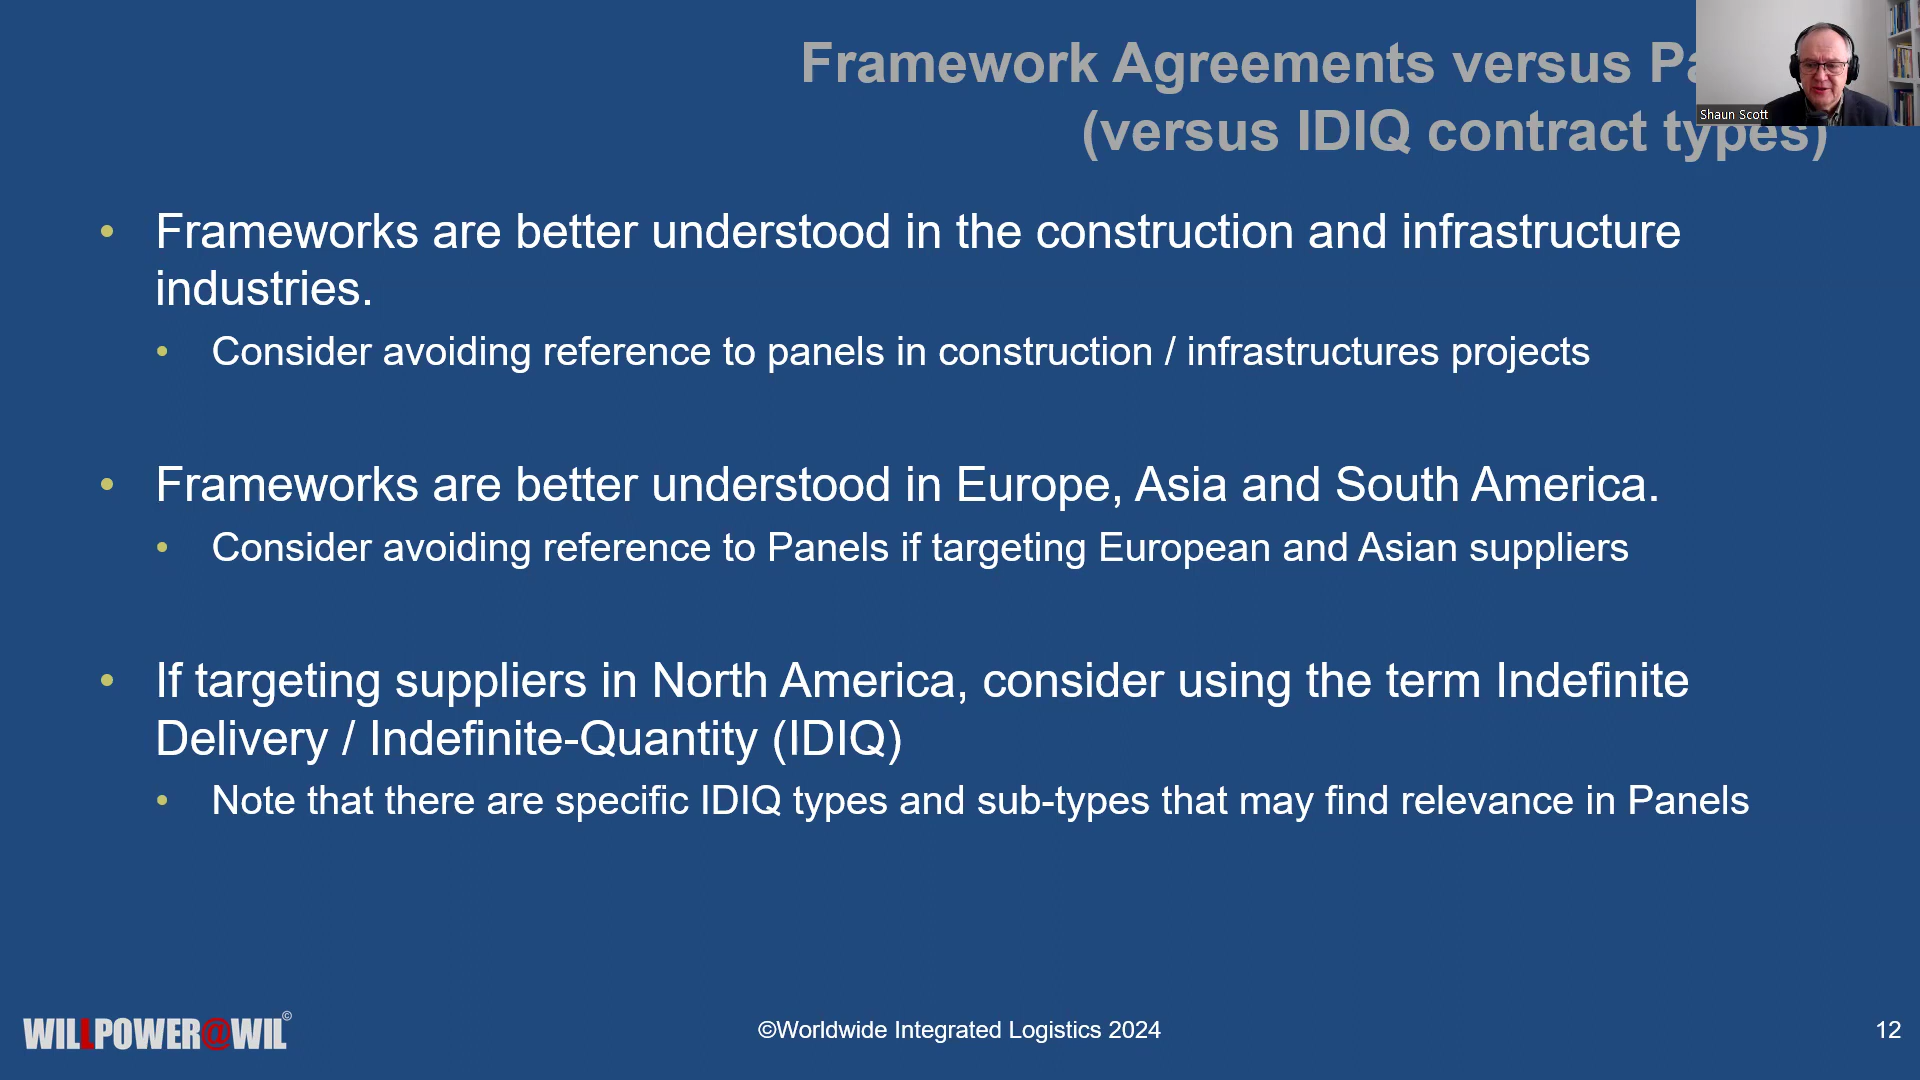 Framework Agreements versus
(versus IDIQ contract types)
Shaun Scott
• Frameworks are better understood in the construction and infrastructure
industries.
• Consider avoiding reference to panels in construction / infrastructures projects
• Frameworks are better understood in Europe, Asia and South America.
• Consider avoiding reference to Panels if targeting European and Asian suppliers
• If targeting suppliers in North America, consider using the term Indefinite
Delivery / Indefinite-Quantity (IDIQ)
• Note that there are specific IDIQ types and sub-types that may find relevance in Panels
WILLPOWER@WIL©
©Worldwide Integrated Logistics 2024
12